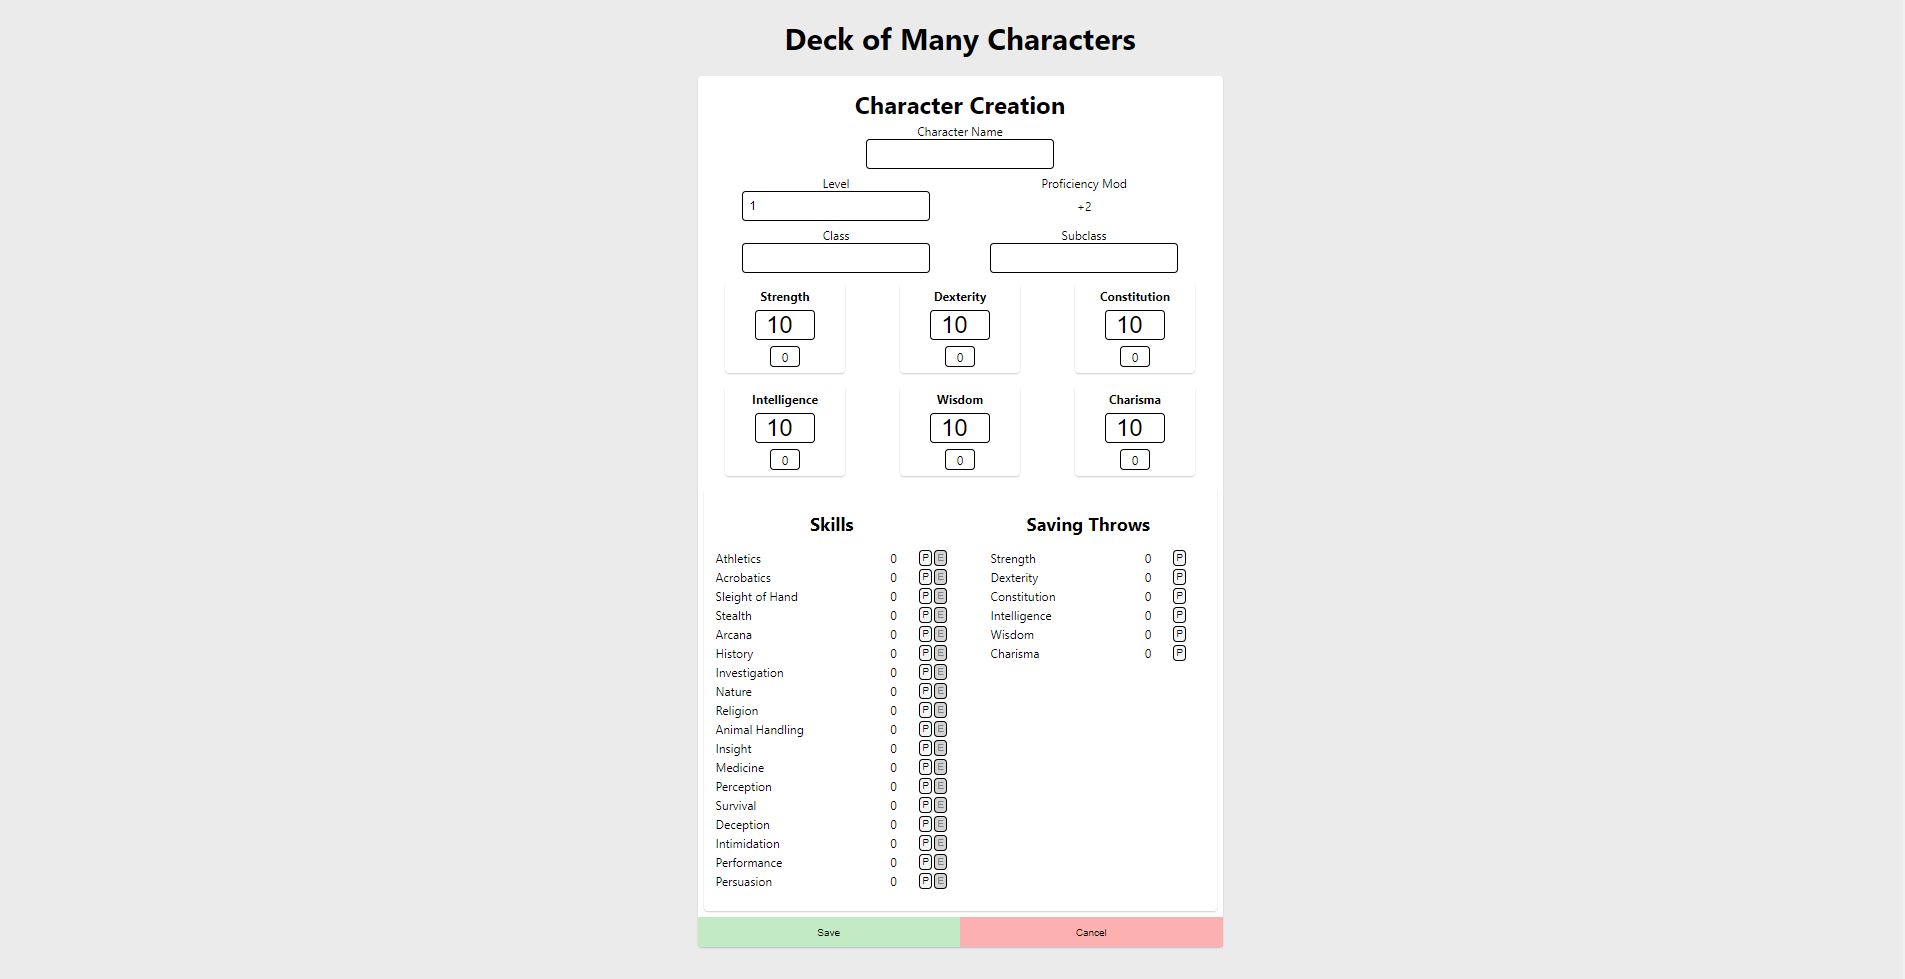 Deck of Many Characters
Character Creation
Character Name
Level Proficiency Mod
1 +2
Class Subclass
Strength Dexterity Constitution
10 10 10
0 0 0
Intelligence Wisdom Charisma
10 10 10
0 0 0
Skills Saving Throws
Athletics 0 P E Strength 0 P
Acrobatics 0 P E Dexterity 0 P
Sleight of Hand 0 P E Constitution 0 P
Stealth 0 P E Intelligence 0 P
Arcana 0 P E Wisdom 0 P
History 0 P E Charisma 0 P
Investigation 0 P E
Nature 0 P E
Religion 0 P E
Animal Handling 0 P E
Insight 0 P E
Medicine 0 P E
Perception 0 P E
Survival 0 P E
Deception 0 P E
Intimidation 0 P E
Performance 0 P E
Persuasion 0 P E
Save Cancel